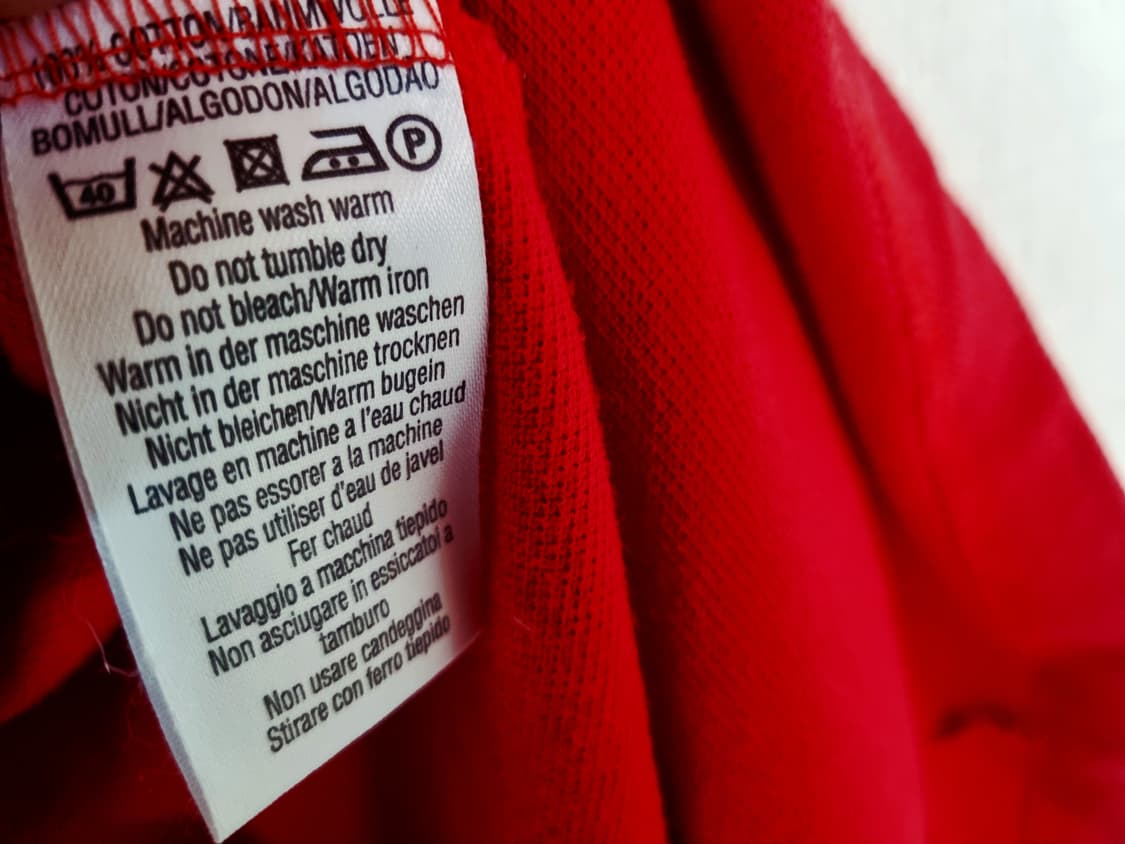 100% COTTON/BAUMWOLLE
COTON/COTONE/KATOEN
BOMULL/ALGODON/ALGODAO
40 P
Machine wash warm
Do not tumble dry
Do not bleach/Warm iron
Warm in der maschine waschen
Nicht in der maschine trocknen
Nicht bleichen/Warm bugein
Lavage en machine a l'eau chaud
Ne pas essorer a la machine
Ne pas utiliser d'eau de javel
Fer chaud
Lavaggio a macchina tiepido
Non asciugare in essiccatoi a
tamburo
Non usare candeggina
Stirare con ferro tiepido